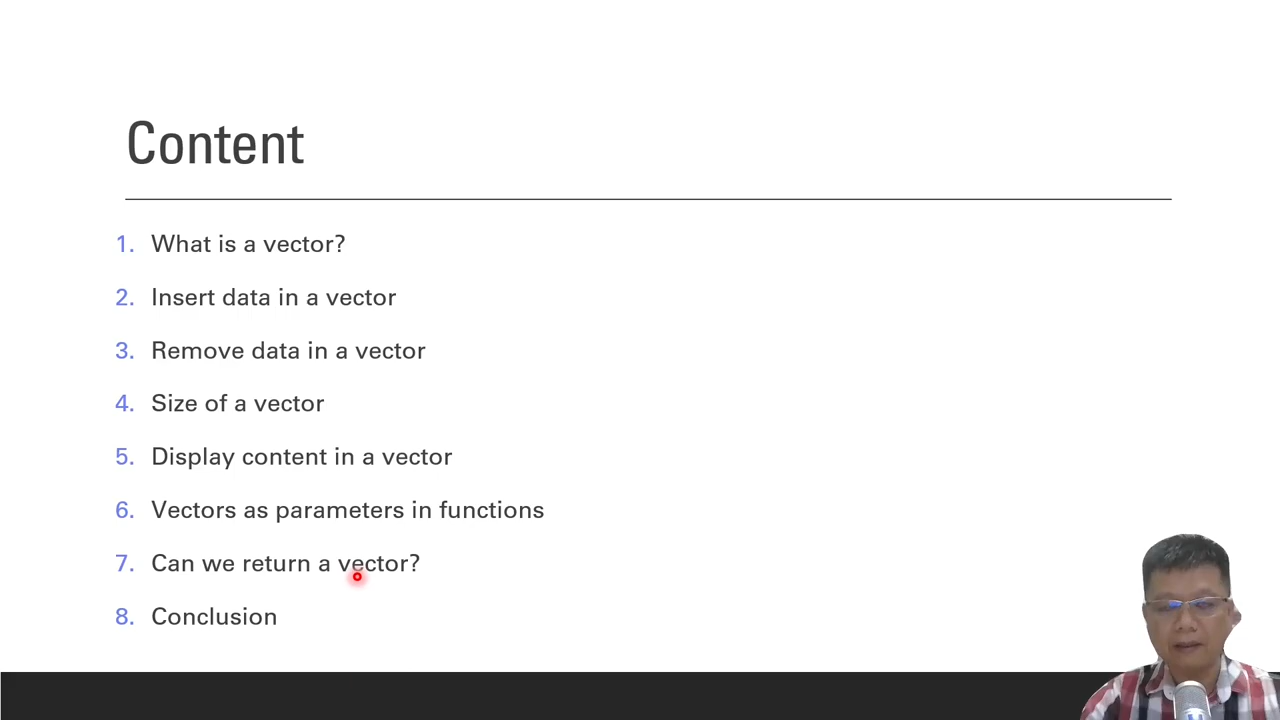 Content
1. What is a vector?
2. Insert data in a vector
3. Remove data in a vector
4. Size of a vector
5. Display content in a vector
6. Vectors as parameters in functions
7. Can we return a vector?
8. Conclusion